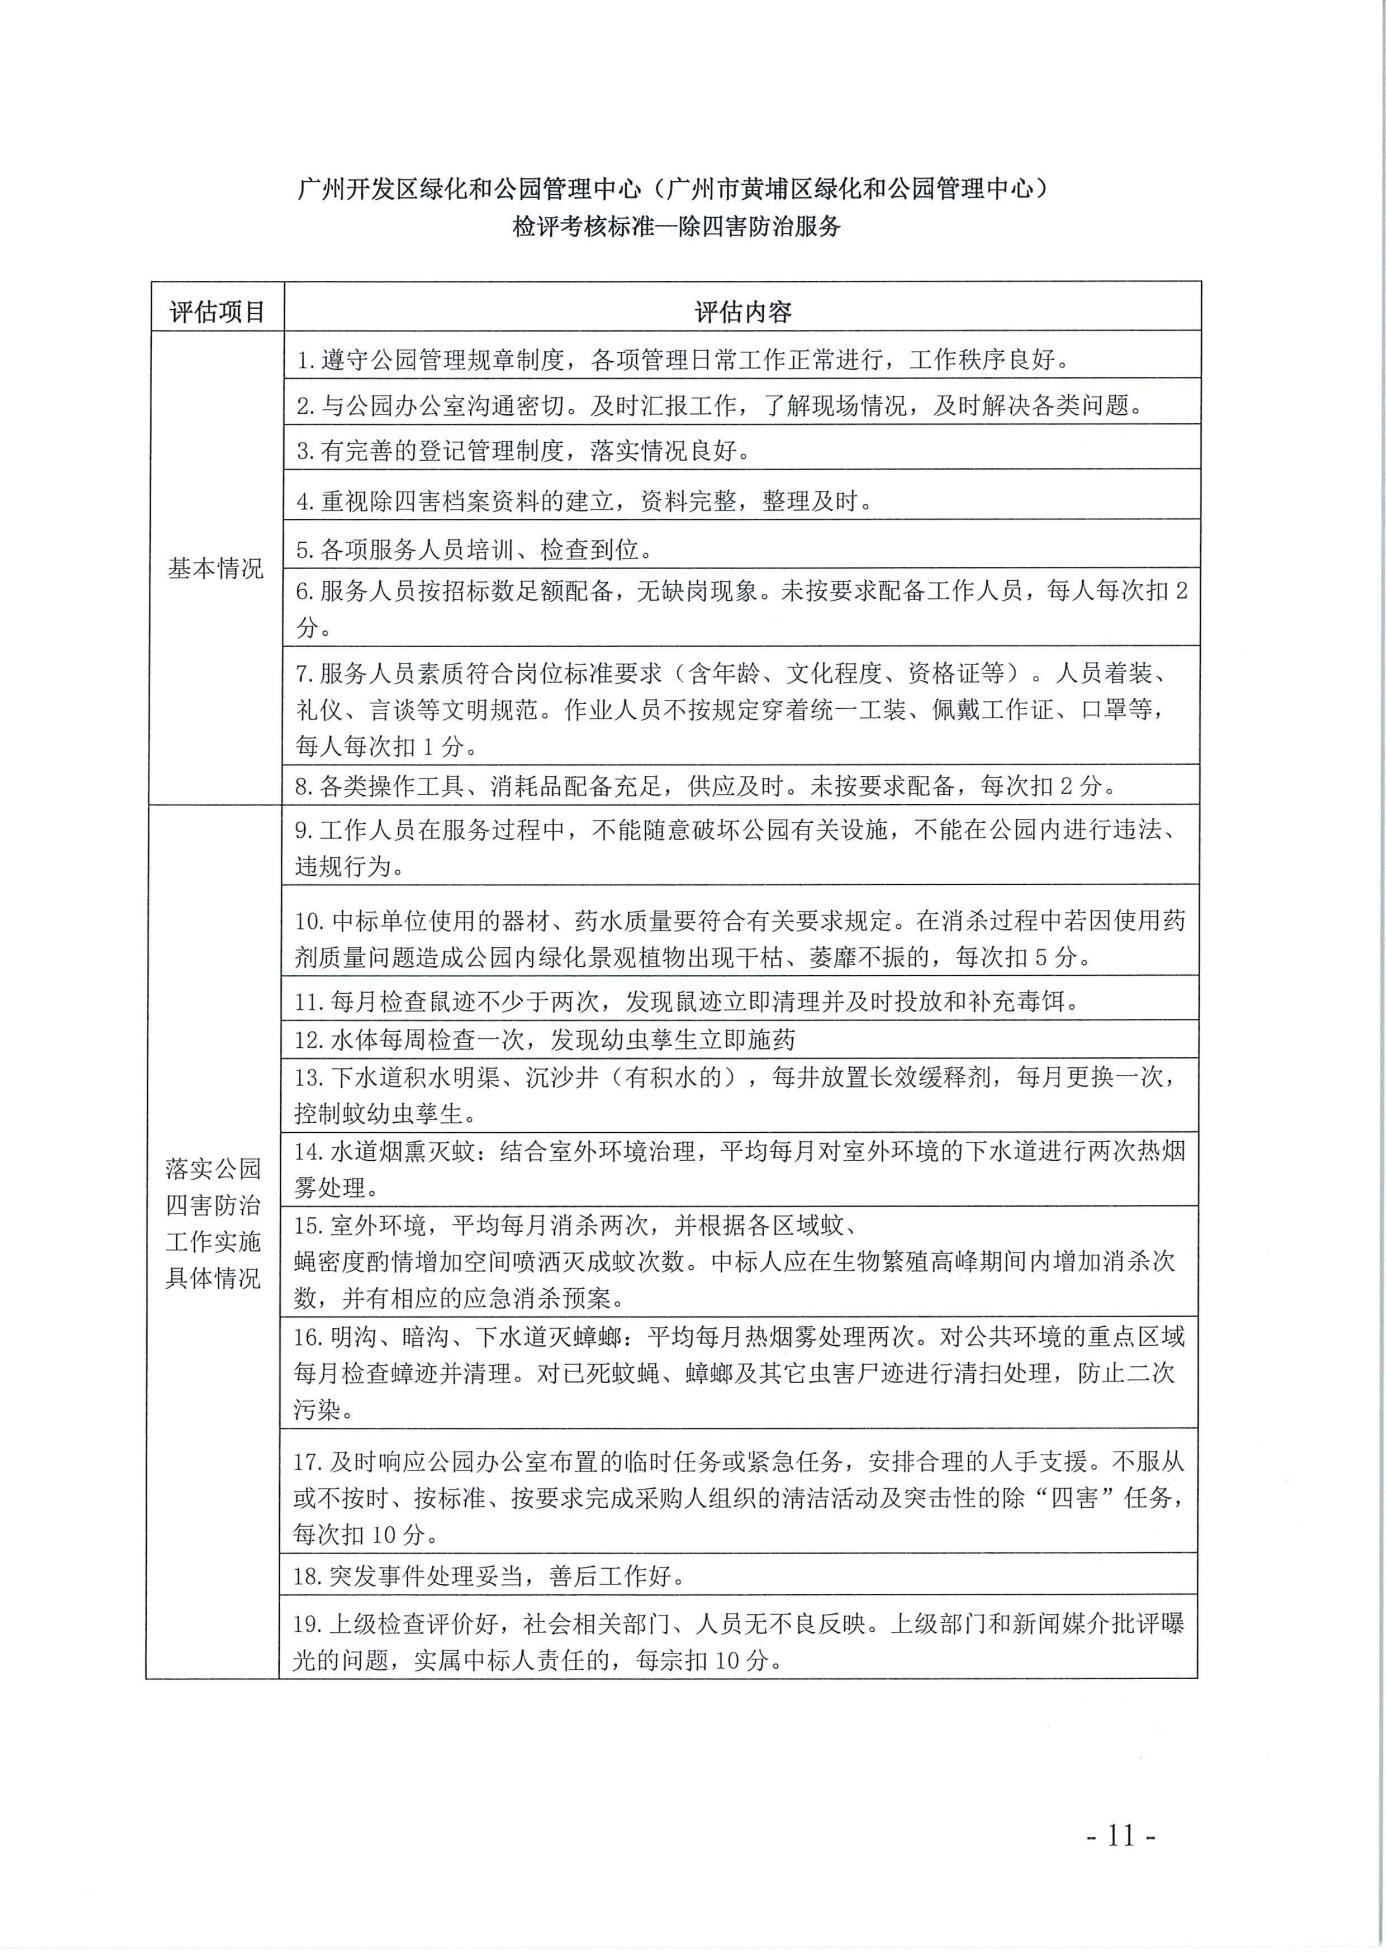 广州开发区绿化和公园管理中心（广州市黄埔区绿化和公园管理中心）
检评考核标准—除四害防治服务
评估项目
评估内容
基本情况
1.遵守公园管理规章制度，各项管理日常工作正常进行，工作秩序良好。
2.与公园办公室沟通密切。及时汇报工作，了解现场情况，及时解决各类问题。
3.有完善的登记管理制度，落实情况良好。
4.重视除四害档案资料的建立，资料完整，整理及时。
5.各项服务人员培训、检查到位。
6.服务人员按招标数足额配备，无缺岗现象。未按要求配备工作人员，每人每次扣 2
分。
7.服务人员素质符合岗位标准要求（含年龄、文化程度、资格证等）。人员着装、
礼仪、言谈等文明规范。作业人员不按规定穿着统一工装、佩戴工作证、口罩等，
每人每次扣 1 分。
8.各类操作工具、消耗品配备充足，供应及时。未按要求配备，每次扣 2 分。
落实公园
四害防治
工作实施
具体情况
9.工作人员在服务过程中，不能随意破坏公园有关设施，不能在公园内进行违法、
违规行为。
10.中标单位使用的器材、药水质量要符合有关要求规定。在消杀过程中若因使用药
剂质量问题造成公园内绿化景观植物出现干枯、萎靡不振的，每次扣 5 分。
11.每月检查鼠迹不少于两次，发现鼠迹立即清理并及时投放和补充毒饵。
12.水体每周检查一次，发现幼虫孳生立即施药
13.下水道积水明渠、沉沙井（有积水的），每井放置长效缓释剂，每月更换一次，
控制蚊幼虫孳生。
14.水道烟熏灭蚊：结合室外环境治理，平均每月对室外环境的下水道进行两次热烟
雾处理。
15.室外环境，平均每月消杀两次，并根据各区域蚊、
蝇密度酌情增加空间喷洒灭成蚊次数。中标人应在生物繁殖高峰期间内增加消杀次
数，并有相应的应急消杀预案。
16.明沟、暗沟、下水道灭蟑螂：平均每月热烟雾处理两次。对公共环境的重点区域
每月检查蟑迹并清理。对已死蚊蝇、蟑螂及其它虫害尸迹进行清扫处理，防止二次
污染。
17.及时响应公园办公室布置的临时任务或紧急任务，安排合理的人手支援。不服从
或不按时、按标准、按要求完成采购人组织的清洁活动及突击性的除“四害”任务，
每次扣 10 分。
18.突发事件处理妥当，善后工作好。
19.上级检查评价好，社会相关部门、人员无不良反映。上级部门和新闻媒介批评曝
光的问题，实属中标人责任的，每宗扣 10 分。
- 11 -